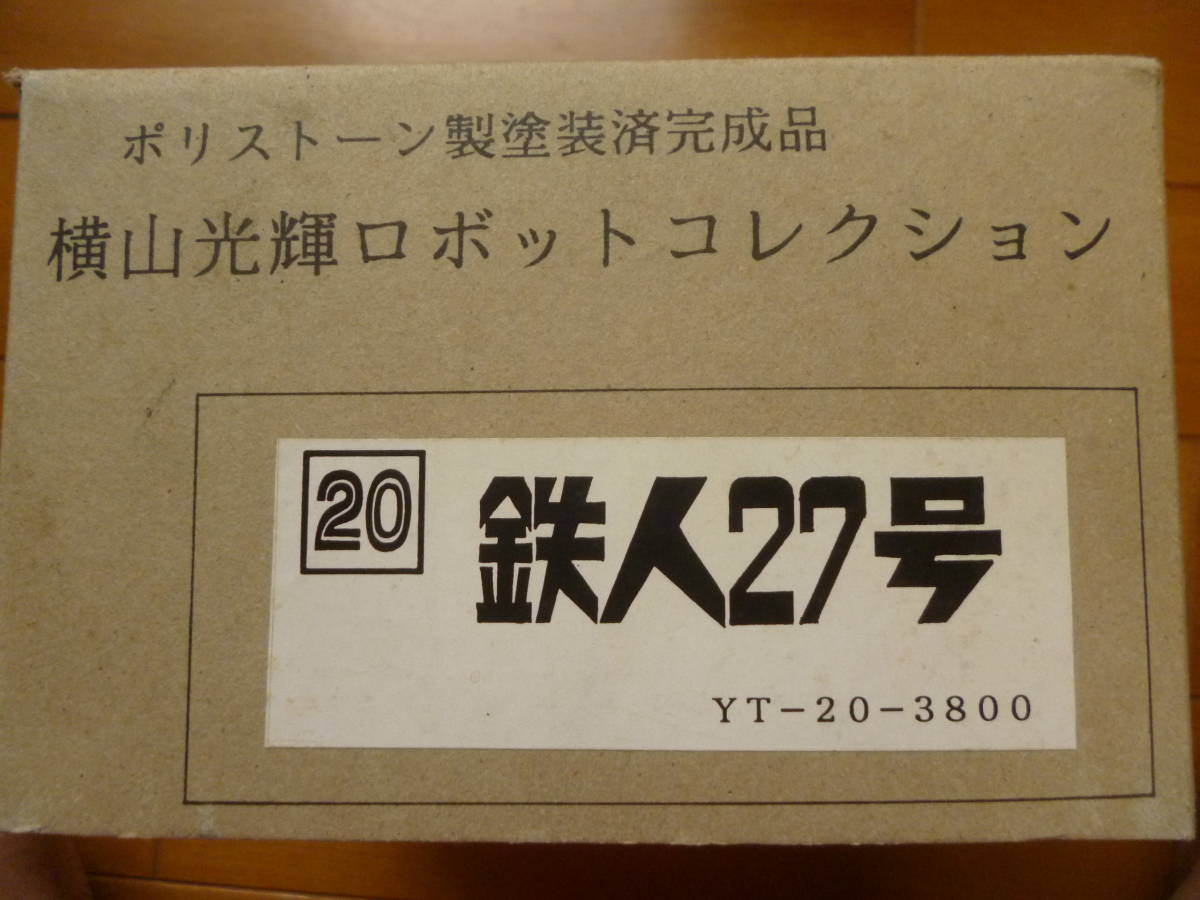 ポリストーン製塗装済完成品
横山光輝ロボットコレクション
20 鉄人27号
YT-20-3800